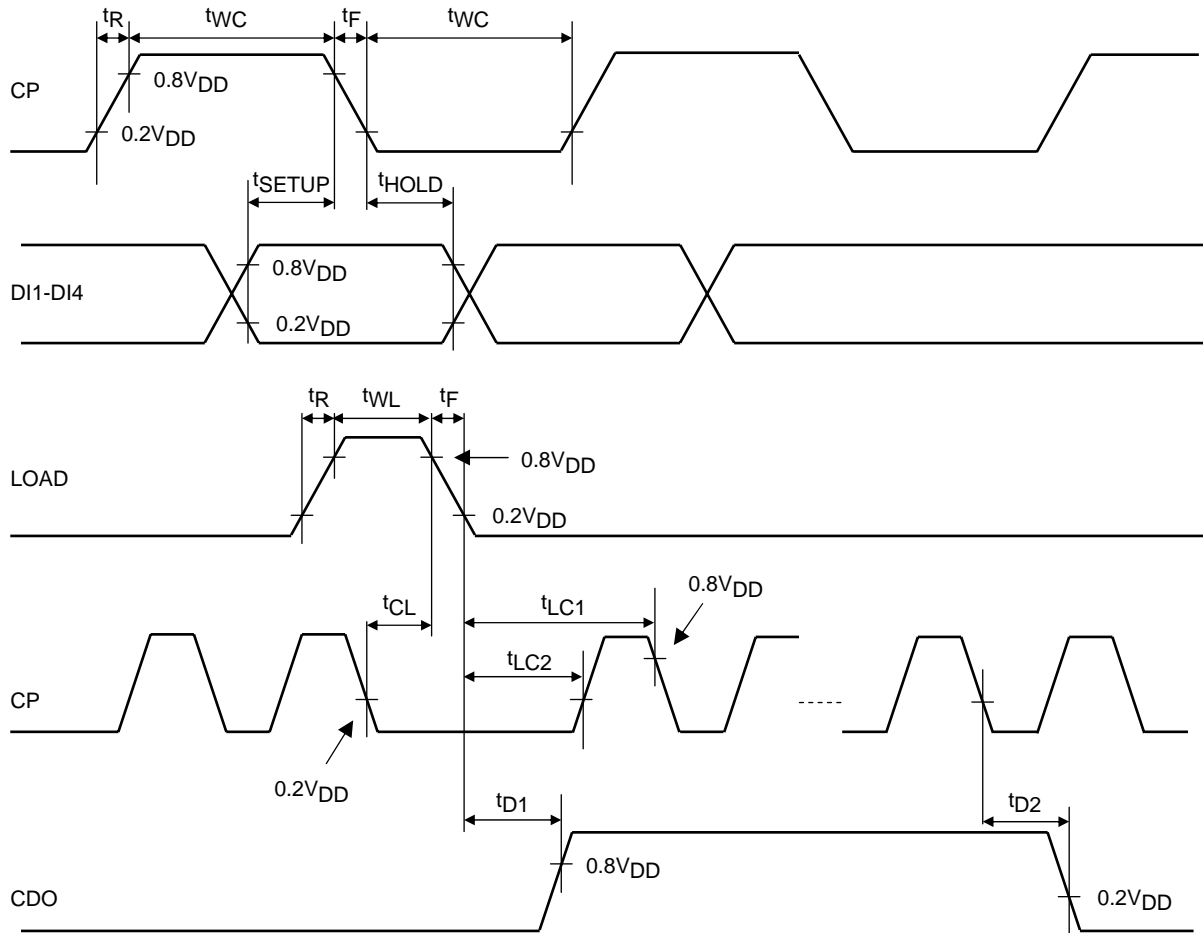 tR tWC tF tWC
CP
0.8VDD
0.2VDD
tSETUP tHOLD
DI1-DI4
0.8VDD
0.2VDD
tR tWL tF
LOAD
0.8VDD
0.2VDD
tCL tLC1 0.8VDD
tLC2
CP
0.2VDD
tD1 tD2
CDO
0.8VDD
0.2VDD